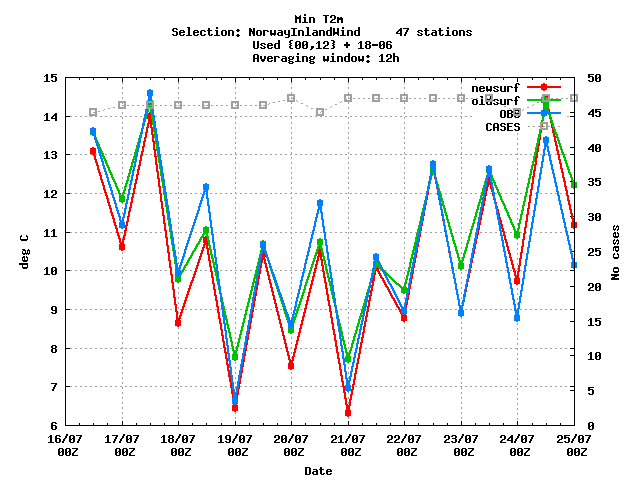 Min T2m
Selection: NorwayInlandWind 47 stations
Used {00,12} + 18-06
Averaging window: 12h
15
14
13
12
11
10
9
8
7
6
deg C
50
45
40
35
30
25
20
15
10
5
0
No cases
newsurf
oldsurf
OBS
CASES
16/07 17/07 18/07 19/07 20/07 21/07 22/07 23/07 24/07 25/07
00Z 00Z 00Z 00Z 00Z 00Z 00Z 00Z 00Z 00Z
Date